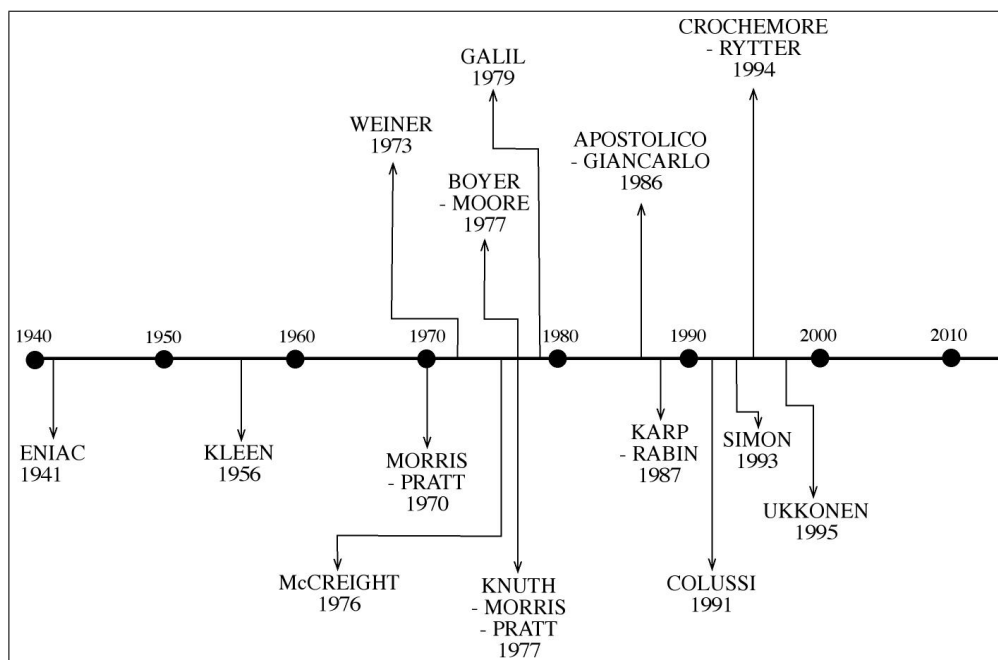 CROCHEMORE
- RYTTER
1994
GALIL
1979
WEINER
1973
APOSTOLICO
- GIANCARLO
1986
BOYER
- MOORE
1977
1940
1950
1960
1970
1980
1990
2000
2010
ENIAC
1941
KLEEN
1956
MORRIS
- PRATT
1970
KARP
- RABIN
1987
SIMON
1993
UKKONEN
1995
McCREIGHT
1976
KNUTH
- MORRIS
- PRATT
1977
COLUSSI
1991